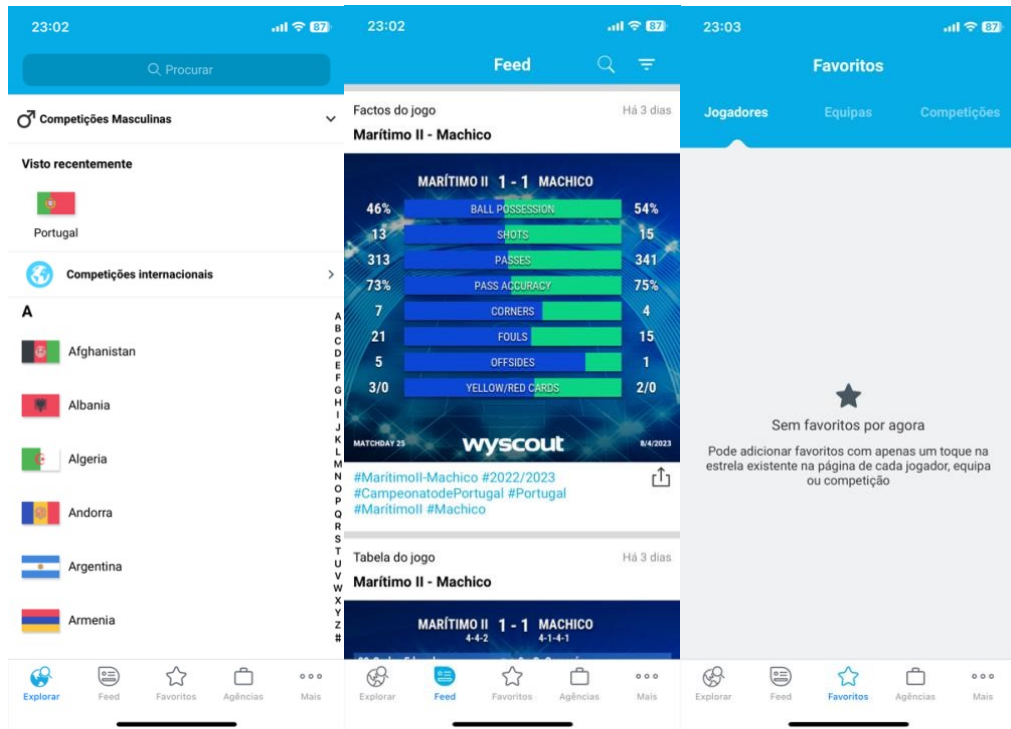 23:02
87
Procurar
Competições Masculinas
Visto recentemente
Portugal
Competições internacionais
A
Afghanistan
Albania
Algeria
Andorra
Argentina
Armenia
A
B
C
D
E
F
G
H
I
J
K
L
M
N
O
P
Q
R
S
T
U
V
W
X
Y
Z
#
Explorar Feed Favoritos Agências Mais
23:02
87
Feed
Factos do jogo Há 3 dias
Marítimo II - Machico
MARÍTIMO II 1 - 1 MACHICO
46% BALL POSSESSION 54%
13 SHOTS 15
313 PASSES 341
73% PASS ACCURACY 75%
7 CORNERS 4
21 FOULS 15
5 OFFSIDES 1
3/0 YELLOW/RED CARDS 2/0
MATCHDAY 25 wyscout 8/4/2023
#MarítimoII-Machico #2022/2023
#CampeonatodePortugal #Portugal
#MarítimoII #Machico
Tabela do jogo Há 3 dias
Marítimo II - Machico
MARÍTIMO II 1 - 1 MACHICO
4-4-2 4-1-4-1
Explorar Feed Favoritos Agências Mais
23:03
87
Favoritos
Jogadores Equipas Competições
Sem favoritos por agora
Pode adicionar favoritos com apenas um toque na
estrela existente na página de cada jogador, equipa
ou competição
Explorar Feed Favoritos Agências Mais